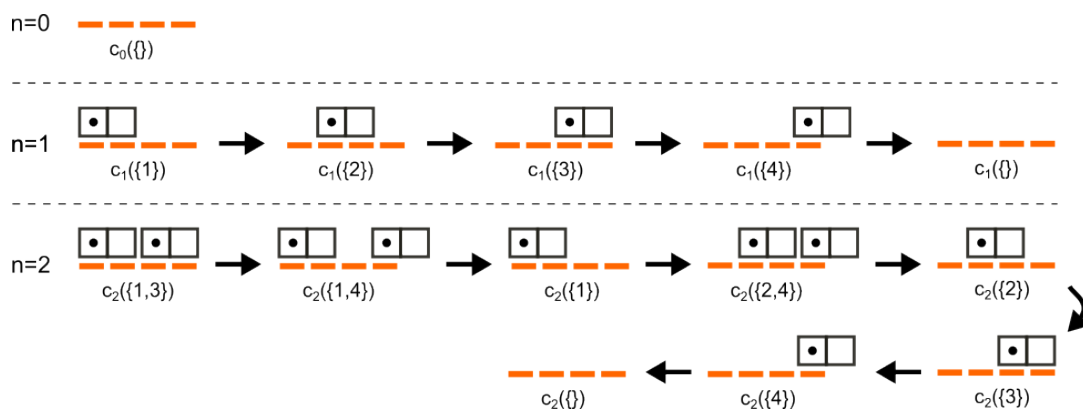 n=0
c₀({})
n=1
c₁({1}) c₁({2}) c₁({3}) c₁({4}) c₁({})
n=2
c₂({1,3}) c₂({1,4}) c₂({1}) c₂({2,4}) c₂({2})
c₂({}) c₂({4}) c₂({3})